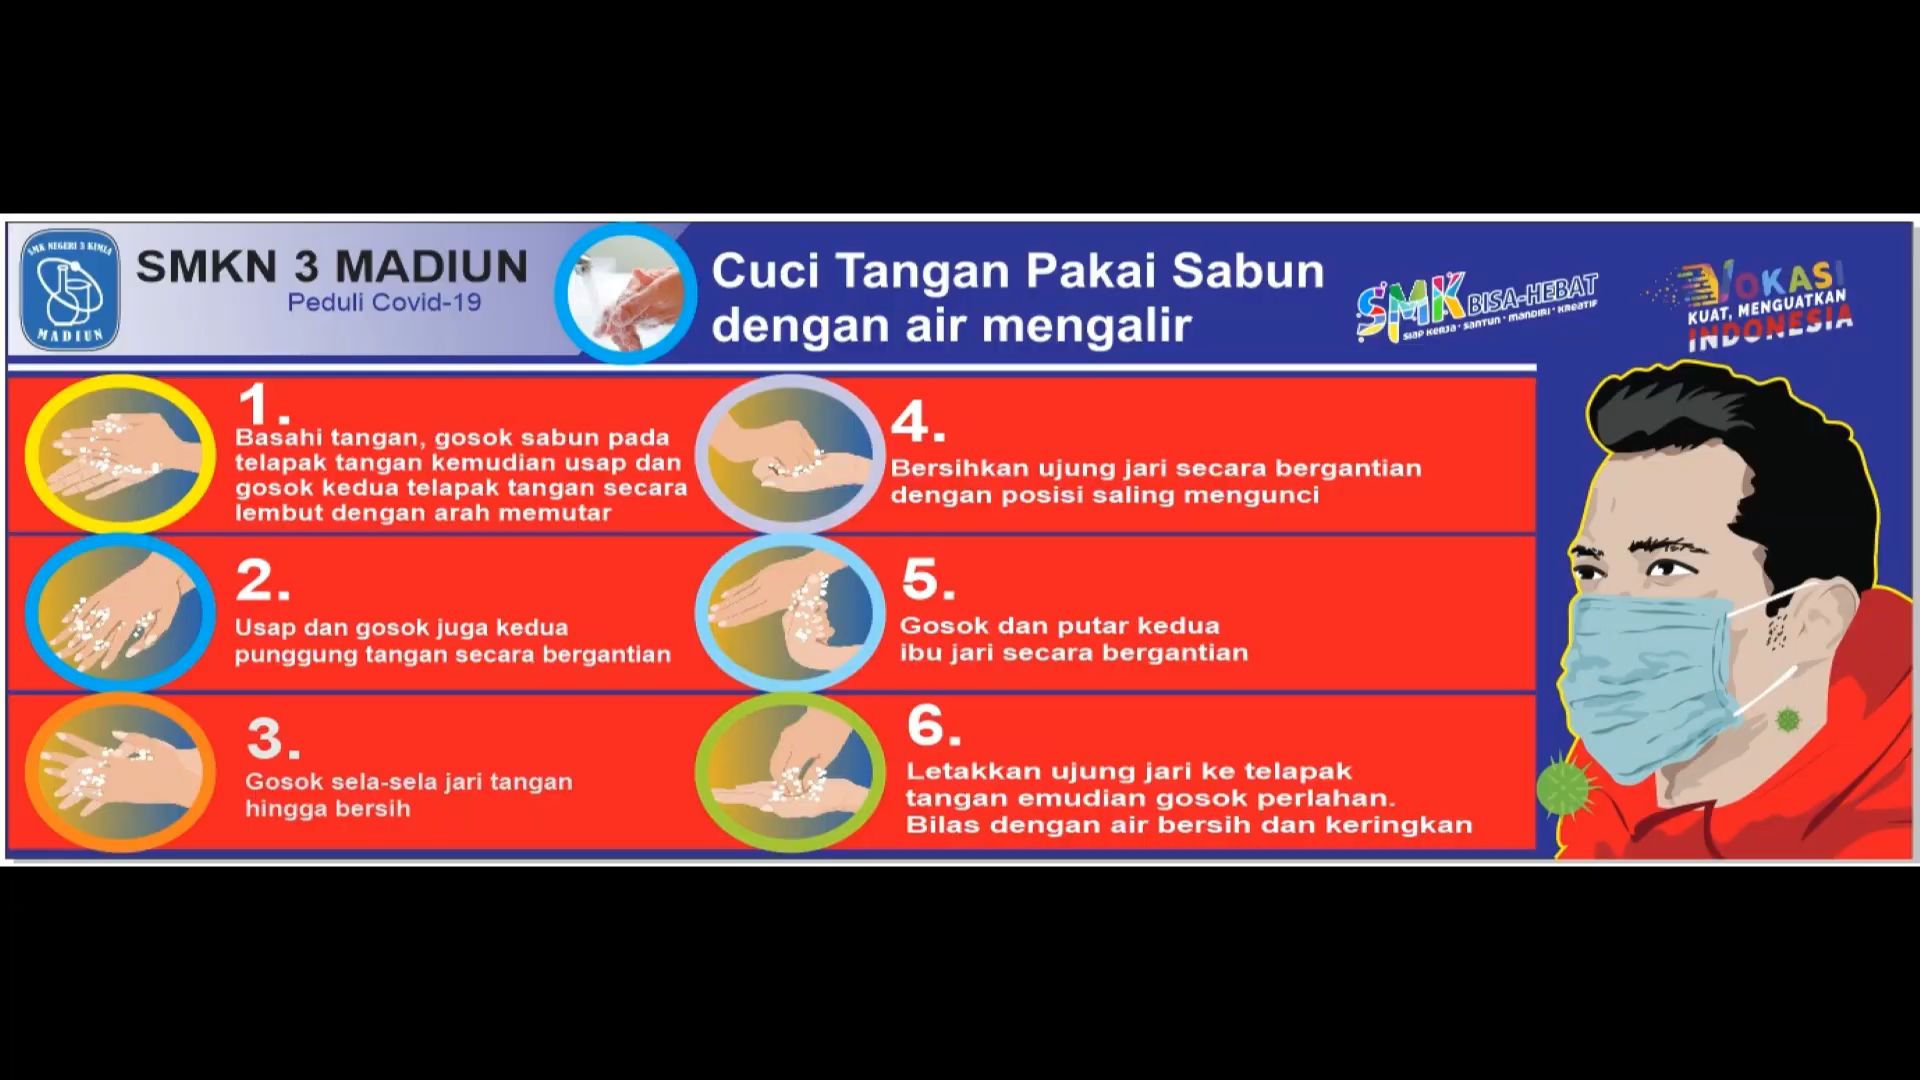 SMK NEGERI 3 KIMIA
MADIUN
SMKN 3 MADIUN
Peduli Covid-19
Cuci Tangan Pakai Sabun
dengan air mengalir
SMK BISA-HEBAT
SIAP KERJA · SANTUN · MANDIRI · KREATIF
VOKASI
KUAT, MENGUATKAN
INDONESIA
1.
Basahi tangan, gosok sabun pada
telapak tangan kemudian usap dan
gosok kedua telapak tangan secara
lembut dengan arah memutar
2.
Usap dan gosok juga kedua
punggung tangan secara bergantian
3.
Gosok sela-sela jari tangan
hingga bersih
4.
Bersihkan ujung jari secara bergantian
dengan posisi saling mengunci
5.
Gosok dan putar kedua
ibu jari secara bergantian
6.
Letakkan ujung jari ke telapak
tangan emudian gosok perlahan.
Bilas dengan air bersih dan keringkan